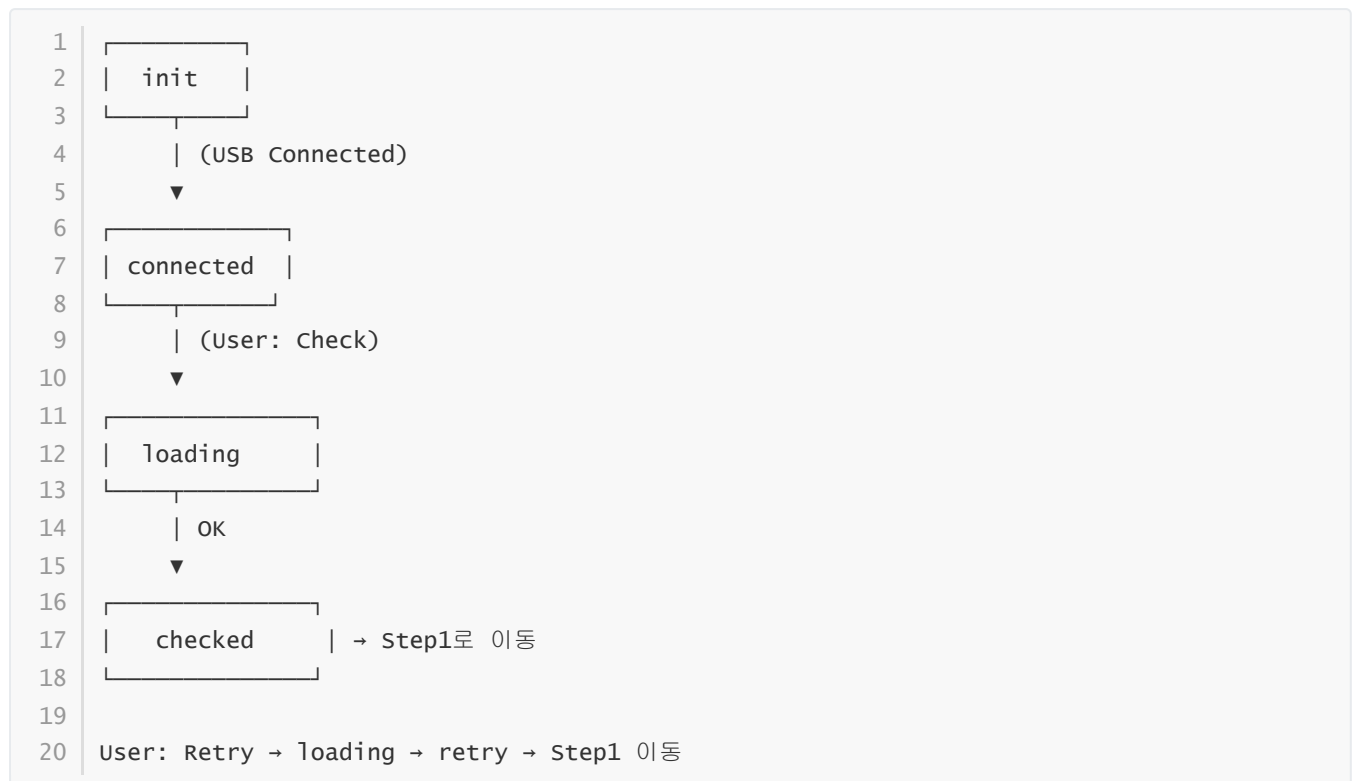 1
2 init
3
4 (USB Connected)
5 ▼
6
7 connected
8
9 (User: Check)
10 ▼
11
12 loading
13
14 OK
15 ▼
16
17 checked → Step1로 이동
18
19
20 User: Retry → loading → retry → Step1 이동